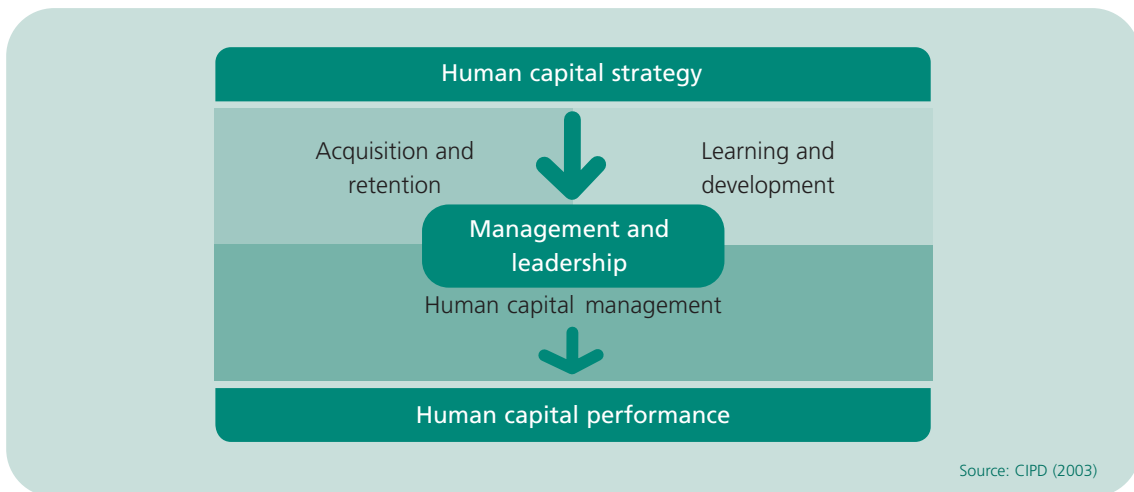 Human capital strategy
Acquisition and
retention
Learning and
development
Management and
leadership
Human capital management
Human capital performance
Source: CIPD (2003)